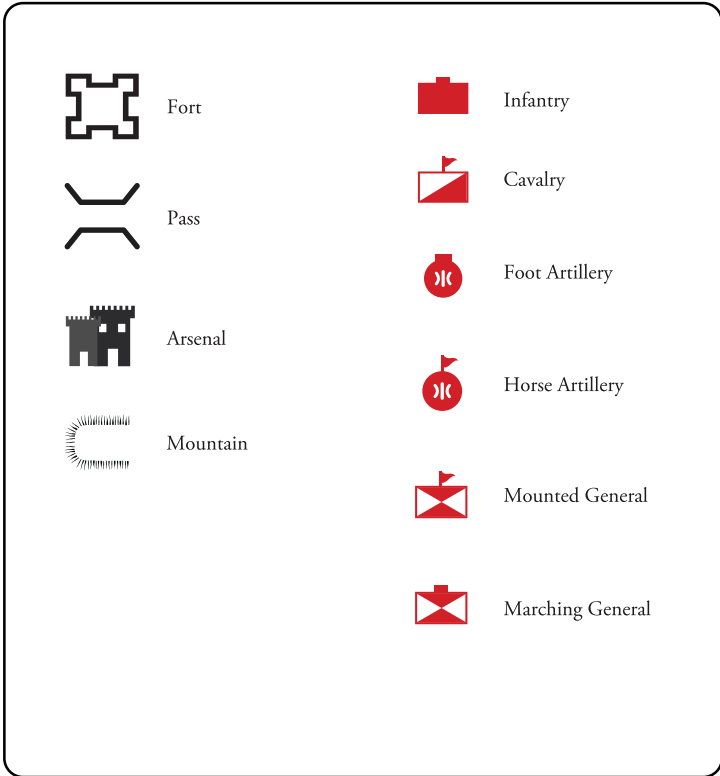 Fort
Pass
Arsenal
Mountain
Infantry
Cavalry
Foot Artillery
Horse Artillery
Mounted General
Marching General